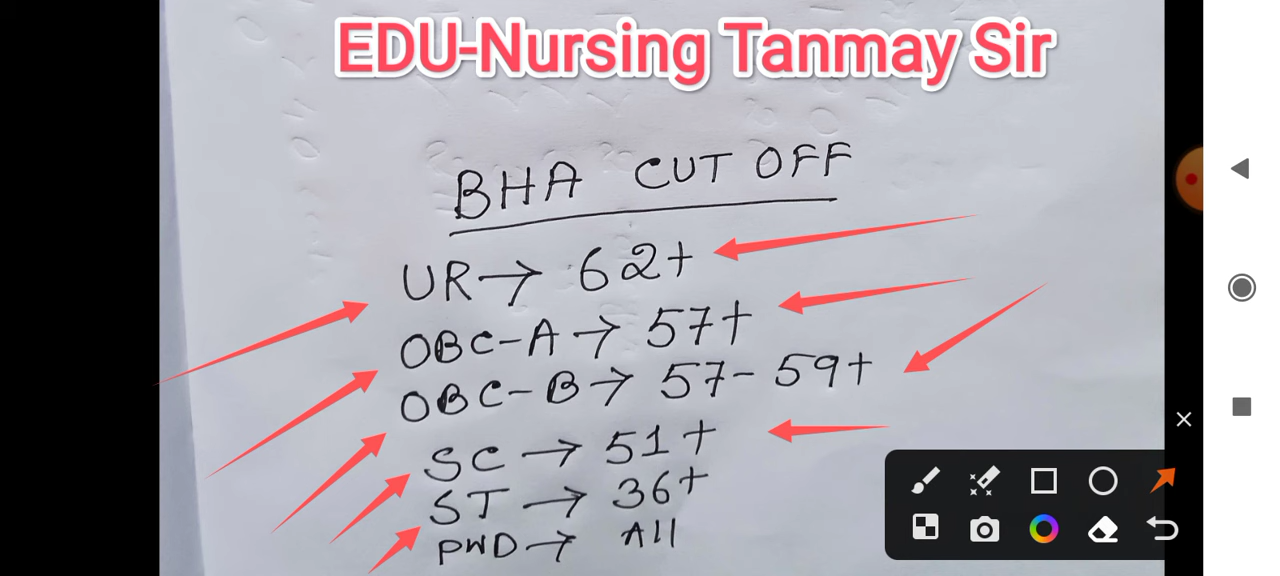 EDU-Nursing Tanmay Sir
BHA CUT OFF
UR → 62+
OBC-A → 57+
OBC-B → 57-59+
SC → 51+
ST → 36+
PWD → All